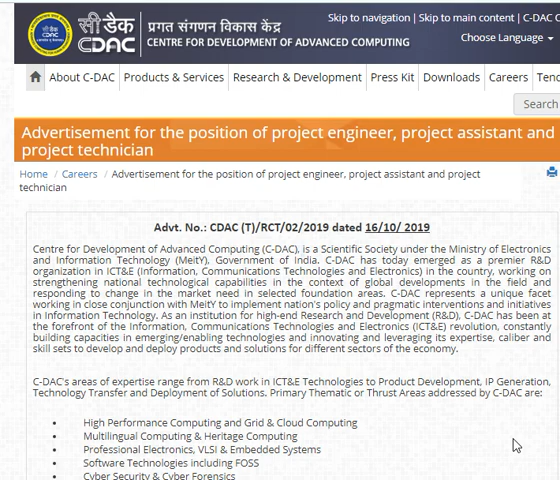 Skip to navigation | Skip to main content | C-DAC
सी डैक
CDAC
प्रगत संगणन विकास केंद्र
CENTRE FOR DEVELOPMENT OF ADVANCED COMPUTING
Choose Language
About C-DAC Products & Services Research & Development Press Kit Downloads Careers
Search
Advertisement for the position of project engineer, project assistant and
project technician
Home / Careers / Advertisement for the position of project engineer, project assistant and project
technician
Advt. No.: CDAC (T)/RCT/02/2019 dated 16/10/ 2019
Centre for Development of Advanced Computing (C-DAC), is a Scientific Society under the Ministry of Electronics
and Information Technology (MeitY), Government of India. C-DAC has today emerged as a premier R&D
organization in ICT&E (Information, Communications Technologies and Electronics) in the country, working on
strengthening national technological capabilities in the context of global developments in the field and
responding to change in the market need in selected foundation areas. C-DAC represents a unique facet
working in close conjunction with MeitY to implement nation's policy and pragmatic interventions and initiatives
in Information Technology. As an institution for high-end Research and Development (R&D), C-DAC has been at
the forefront of the Information, Communications Technologies and Electronics (ICT&E) revolution, constantly
building capacities in emerging/enabling technologies and innovating and leveraging its expertise, caliber and
skill sets to develop and deploy products and solutions for different sectors of the economy.
C-DAC's areas of expertise range from R&D work in ICT&E Technologies to Product Development, IP Generation,
Technology Transfer and Deployment of Solutions. Primary Thematic or Thrust Areas addressed by C-DAC are:
• High Performance Computing and Grid & Cloud Computing
• Multilingual Computing & Heritage Computing
• Professional Electronics, VLSI & Embedded Systems
• Software Technologies including FOSS
• Cyber Security & Cyber Forensics